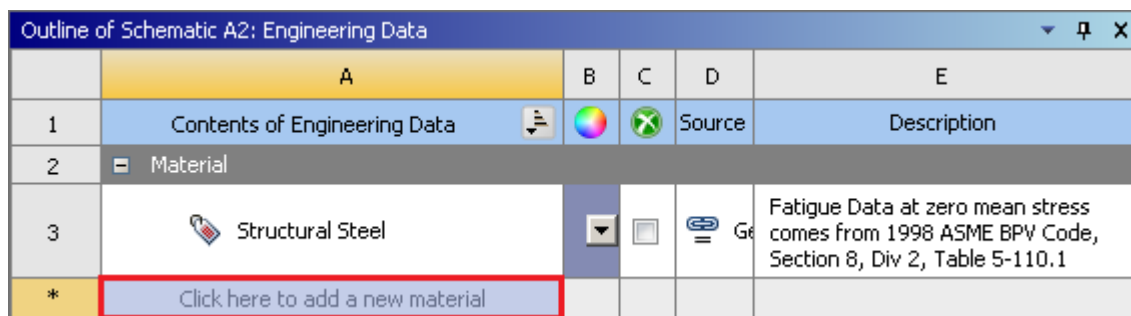 Outline of Schematic A2: Engineering Data
A B C D E
1 Contents of Engineering Data Source Description
2 Material
3 Structural Steel Ge
Fatigue Data at zero mean stress
comes from 1998 ASME BPV Code,
Section 8, Div 2, Table 5-110.1
* Click here to add a new material